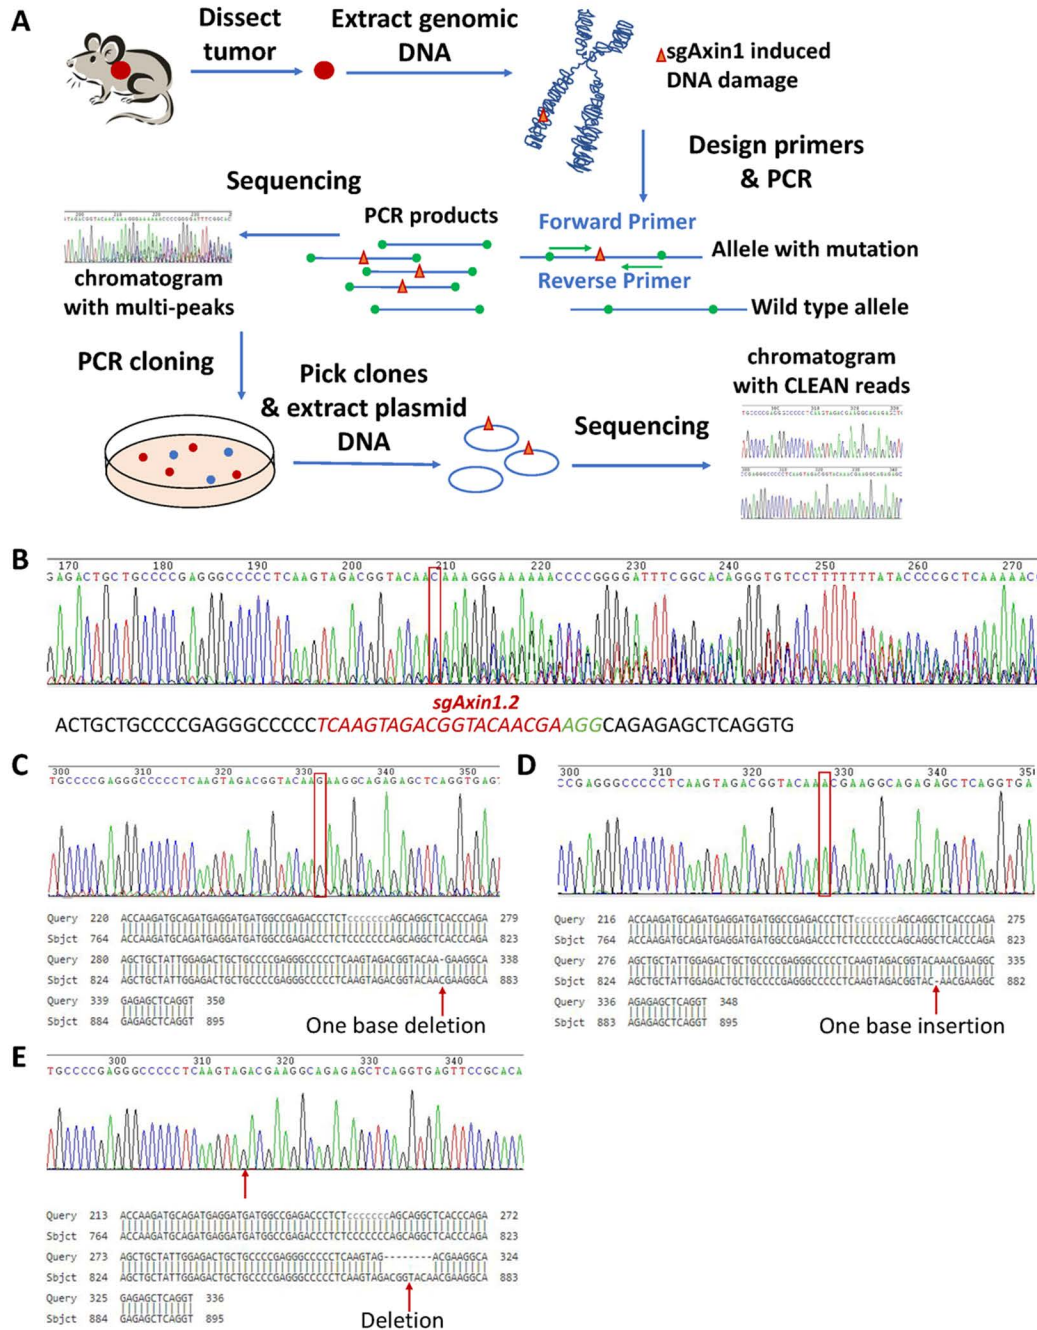 A
Dissect
tumor
Extract genomic
DNA
sgAxin1 induced
DNA damage
Design primers
& PCR
Sequencing
PCR products
Forward Primer
Allele with mutation
Reverse Primer
Wild type allele
chromatogram
with multi-peaks
PCR cloning
Pick clones
& extract plasmid
DNA
Sequencing
chromatogram
with CLEAN reads
B
170 180 190 200 210 220 230 240 250 260 270
GAGACTGCTGCCCCGAGGGCCCCCTCAAGTAGACGGTACAACAAAGGGAAAAAACCCCGGGGATTTCGGCACAGGGTGTCCTTTTTTTATACCCCGCTCAAAAAC
sgAxin1.2
ACTGCTGCCCCGAGGGCCCCCTCAAGTAGACGGTACAACGAAGGCAGAGAGCTCAGGTG
C
300 310 320 330 340 350
TGCCCCGAGGGCCCCCTCAAGTAGACGGTACAAGAAGGCAGAGAGCTCAGGTGAGT
Query 220 ACCAAGATGCAGATGAGGATGATGGCCGAGACCCTCTcccccccAGCAGGCTCACCCAGA 279
Sbjct 764 ACCAAGATGCAGATGAGGATGATGGCCGAGACCCTCTCCCCCCCAGCAGGCTCACCCAGA 823
Query 280 AGCTGCTATTGGAGACTGCTGCCCCGAGGGCCCCCTCAAGTAGACGGTACAA-GAAGGCA 338
Sbjct 824 AGCTGCTATTGGAGACTGCTGCCCCGAGGGCCCCCTCAAGTAGACGGTACAACGAAGGCA 883
Query 339 GAGAGCTCAGGT 350
Sbjct 884 GAGAGCTCAGGT 895
One base deletion
D
300 310 320 330 340 350
CCGAGGGCCCCCTCAAGTAGACGGTACAAACGAAGGCAGAGAGCTCAGGTGA
Query 216 ACCAAGATGCAGATGAGGATGATGGCCGAGACCCTCTcccccccAGCAGGCTCACCCAGA 275
Sbjct 764 ACCAAGATGCAGATGAGGATGATGGCCGAGACCCTCTCCCCCCCAGCAGGCTCACCCAGA 823
Query 276 AGCTGCTATTGGAGACTGCTGCCCCGAGGGCCCCCTCAAGTAGACGGTACAAACGAAGGC 335
Sbjct 824 AGCTGCTATTGGAGACTGCTGCCCCGAGGGCCCCCTCAAGTAGACGGTAC-AACGAAGGC 882
Query 336 AGAGAGCTCAGGT 348
Sbjct 883 AGAGAGCTCAGGT 895
One base insertion
E
300 310 320 330 340
TGCCCCGAGGGCCCCCTCAAGTAGACGAAGGCAGAGAGCTCAGGTGAGTTCCGCACA
Query 213 ACCAAGATGCAGATGAGGATGATGGCCGAGACCCTCTcccccccAGCAGGCTCACCCAGA 272
Sbjct 764 ACCAAGATGCAGATGAGGATGATGGCCGAGACCCTCTCCCCCCCAGCAGGCTCACCCAGA 823
Query 273 AGCTGCTATTGGAGACTGCTGCCCCGAGGGCCCCCTCAAGTAG--------ACGAAGGCA 324
Sbjct 824 AGCTGCTATTGGAGACTGCTGCCCCGAGGGCCCCCTCAAGTAGACGGTACAACGAAGGCA 883
Query 325 GAGAGCTCAGGT 336
Sbjct 884 GAGAGCTCAGGT 895
Deletion